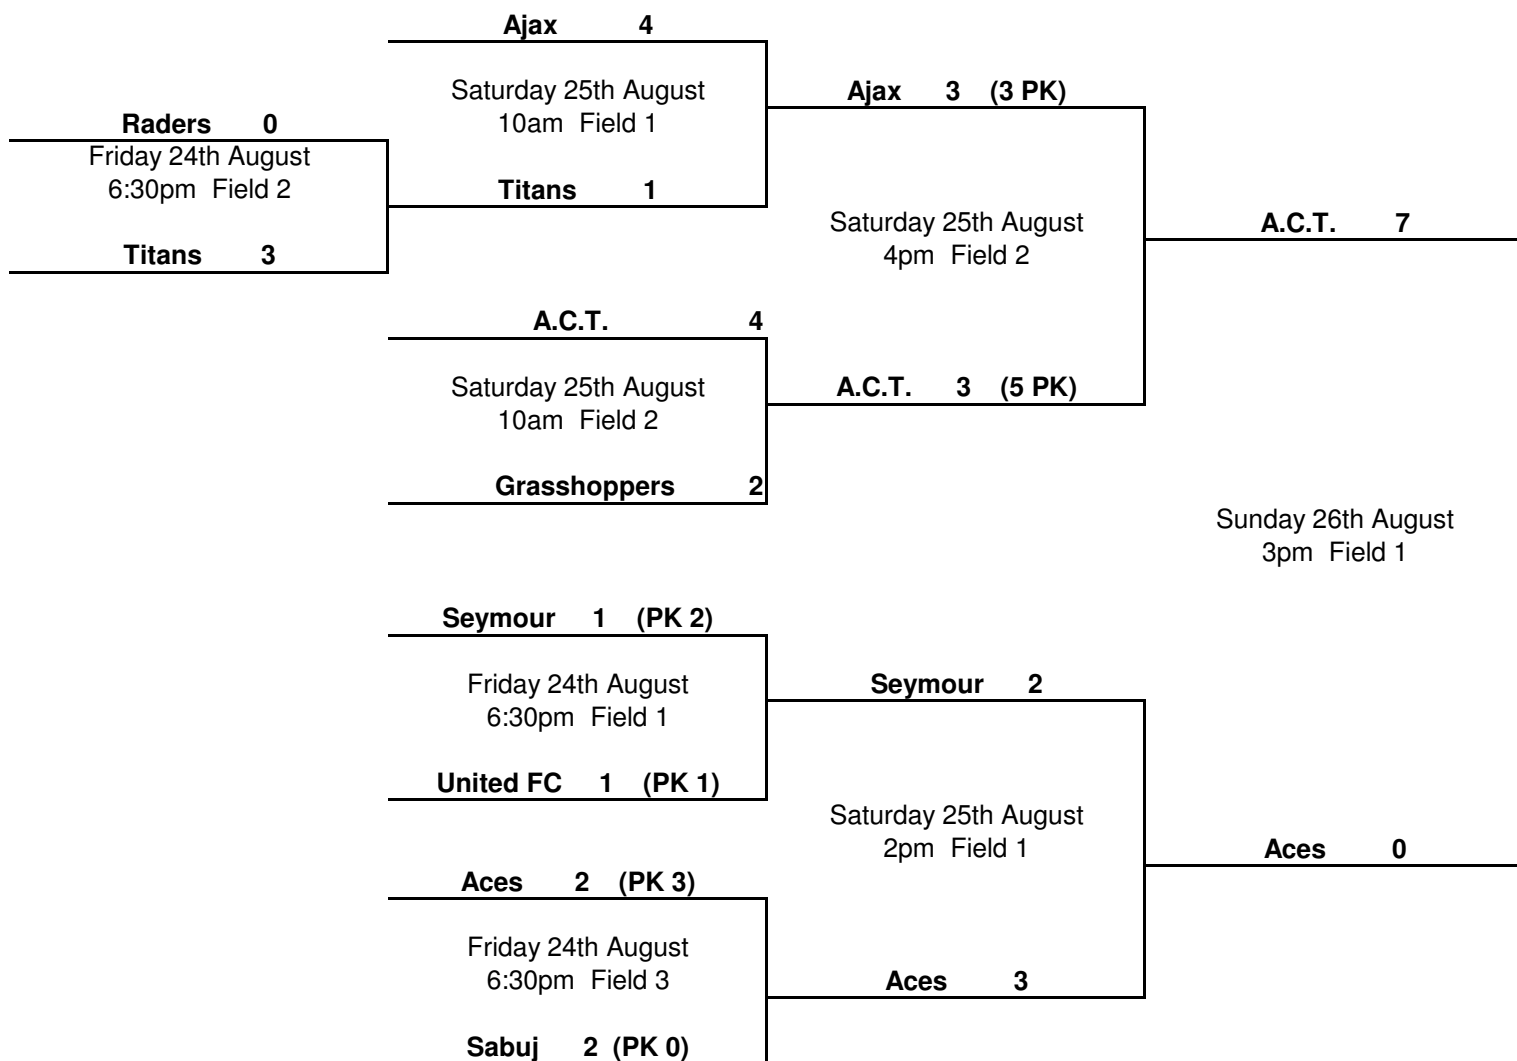 Ajax 4
Saturday 25th August
10am Field 1
Titans 1
Raders 0
Friday 24th August
6:30pm Field 2
Titans 3
A.C.T. 4
Saturday 25th August
10am Field 2
Grasshoppers 2
Ajax 3 (3 PK)
Saturday 25th August
4pm Field 2
A.C.T. 3 (5 PK)
A.C.T. 7
Sunday 26th August
3pm Field 1
Seymour 1 (PK 2)
Friday 24th August
6:30pm Field 1
United FC 1 (PK 1)
Aces 2 (PK 3)
Friday 24th August
6:30pm Field 3
Sabuj 2 (PK 0)
Seymour 2
Saturday 25th August
2pm Field 1
Aces 3
Aces 0